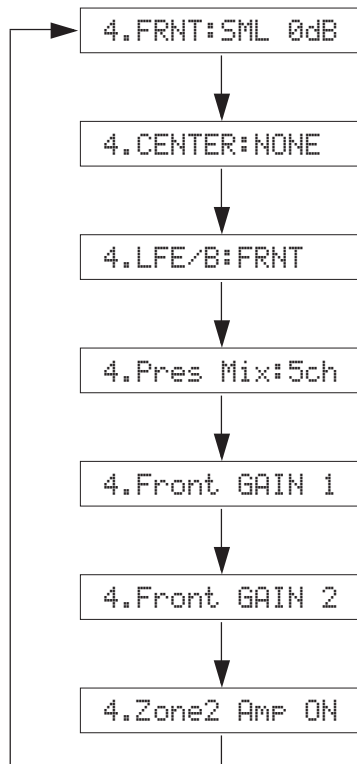 4.FRNT:SML 0dB
4.CENTER:NONE
4.LFE/B:FRNT
4.Pres Mix:5ch
4.Front GAIN 1
4.Front GAIN 2
4.Zone2 Amp ON